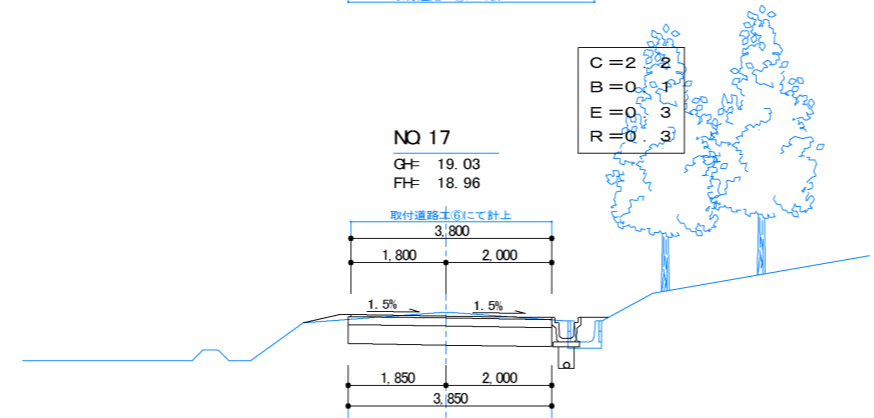 C=2.2
B=0.1
E=0.3
R=0.3
NO.17
GH= 19.03
FH= 18.96
取付道路工⑥にて計上
3,800
1,800 2,000
1.5% 1.5%
1,850 2,000
3,850